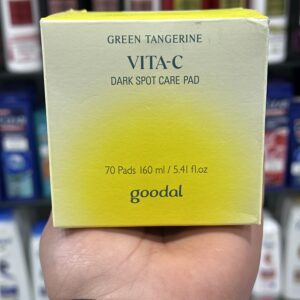 GREEN TANGERINE
VITA-C
DARK SPOT CARE PAD
70 Pads 160 ml / 5.41 fl.oz
goodal